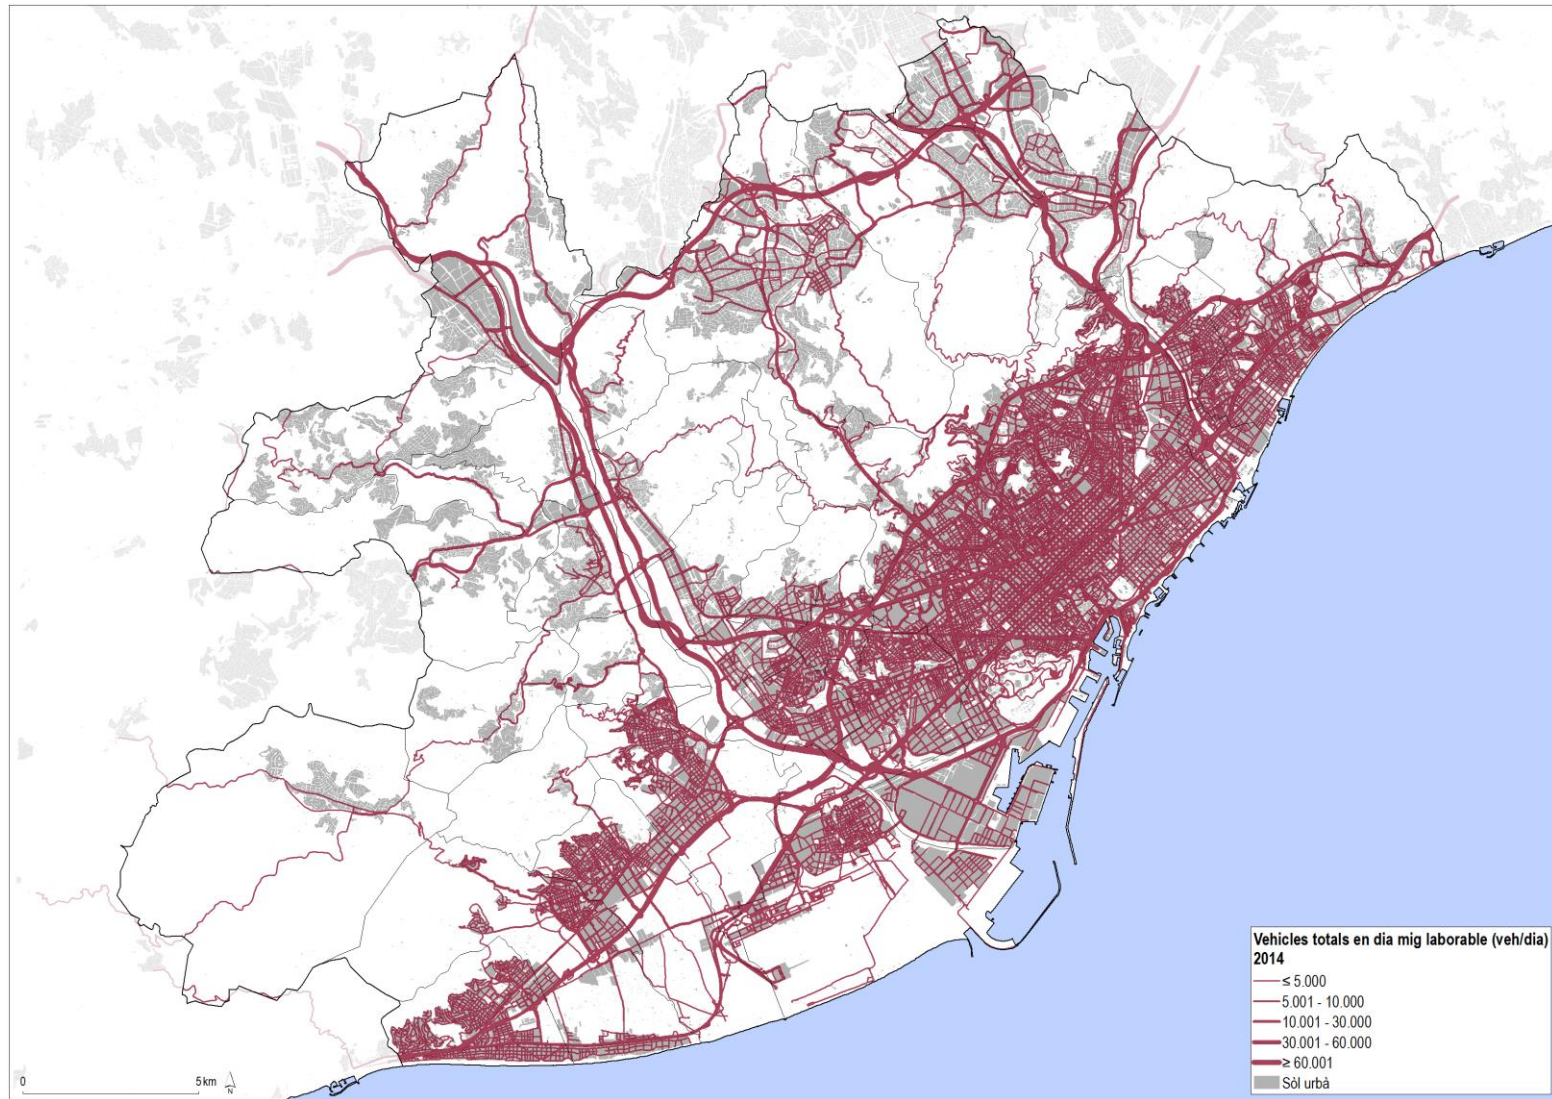 Vehicles totals en dia mig laborable (veh/dia)
2014
≤ 5.000
5.001 - 10.000
10.001 - 30.000
30.001 - 60.000
≥ 60.001
Sòl urbà
0 5 km
N